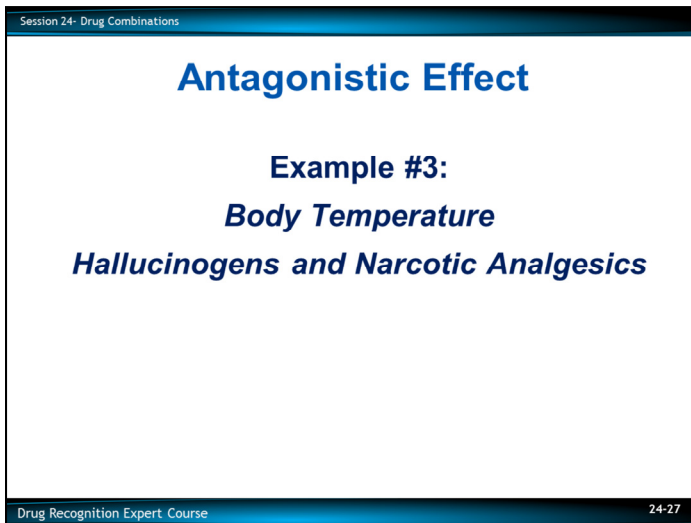 Session 24- Drug Combinations
Antagonistic Effect
Example #3:
Body Temperature
Hallucinogens and Narcotic Analgesics
Drug Recognition Expert Course
24-27